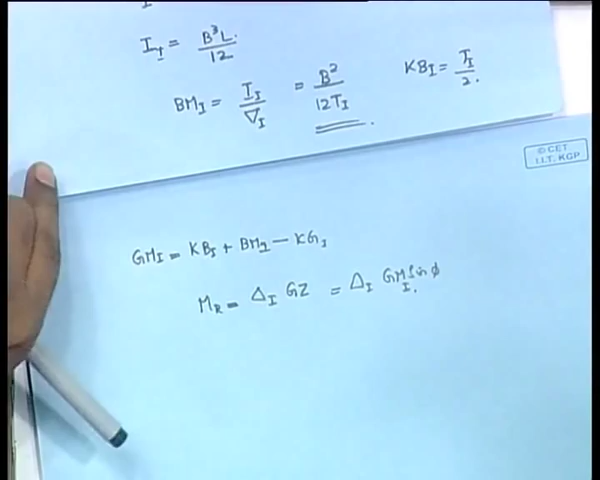 I_I = B³L / 12
BM_I = I_I / ∇_I = B² / 12T_I
KB_I = T_I / 2.
© CET
I.I.T. KGP
GM_I = KB_I + BM_I - KG_I
M_R = Δ_I GZ = Δ_I GM_I Sin φ.